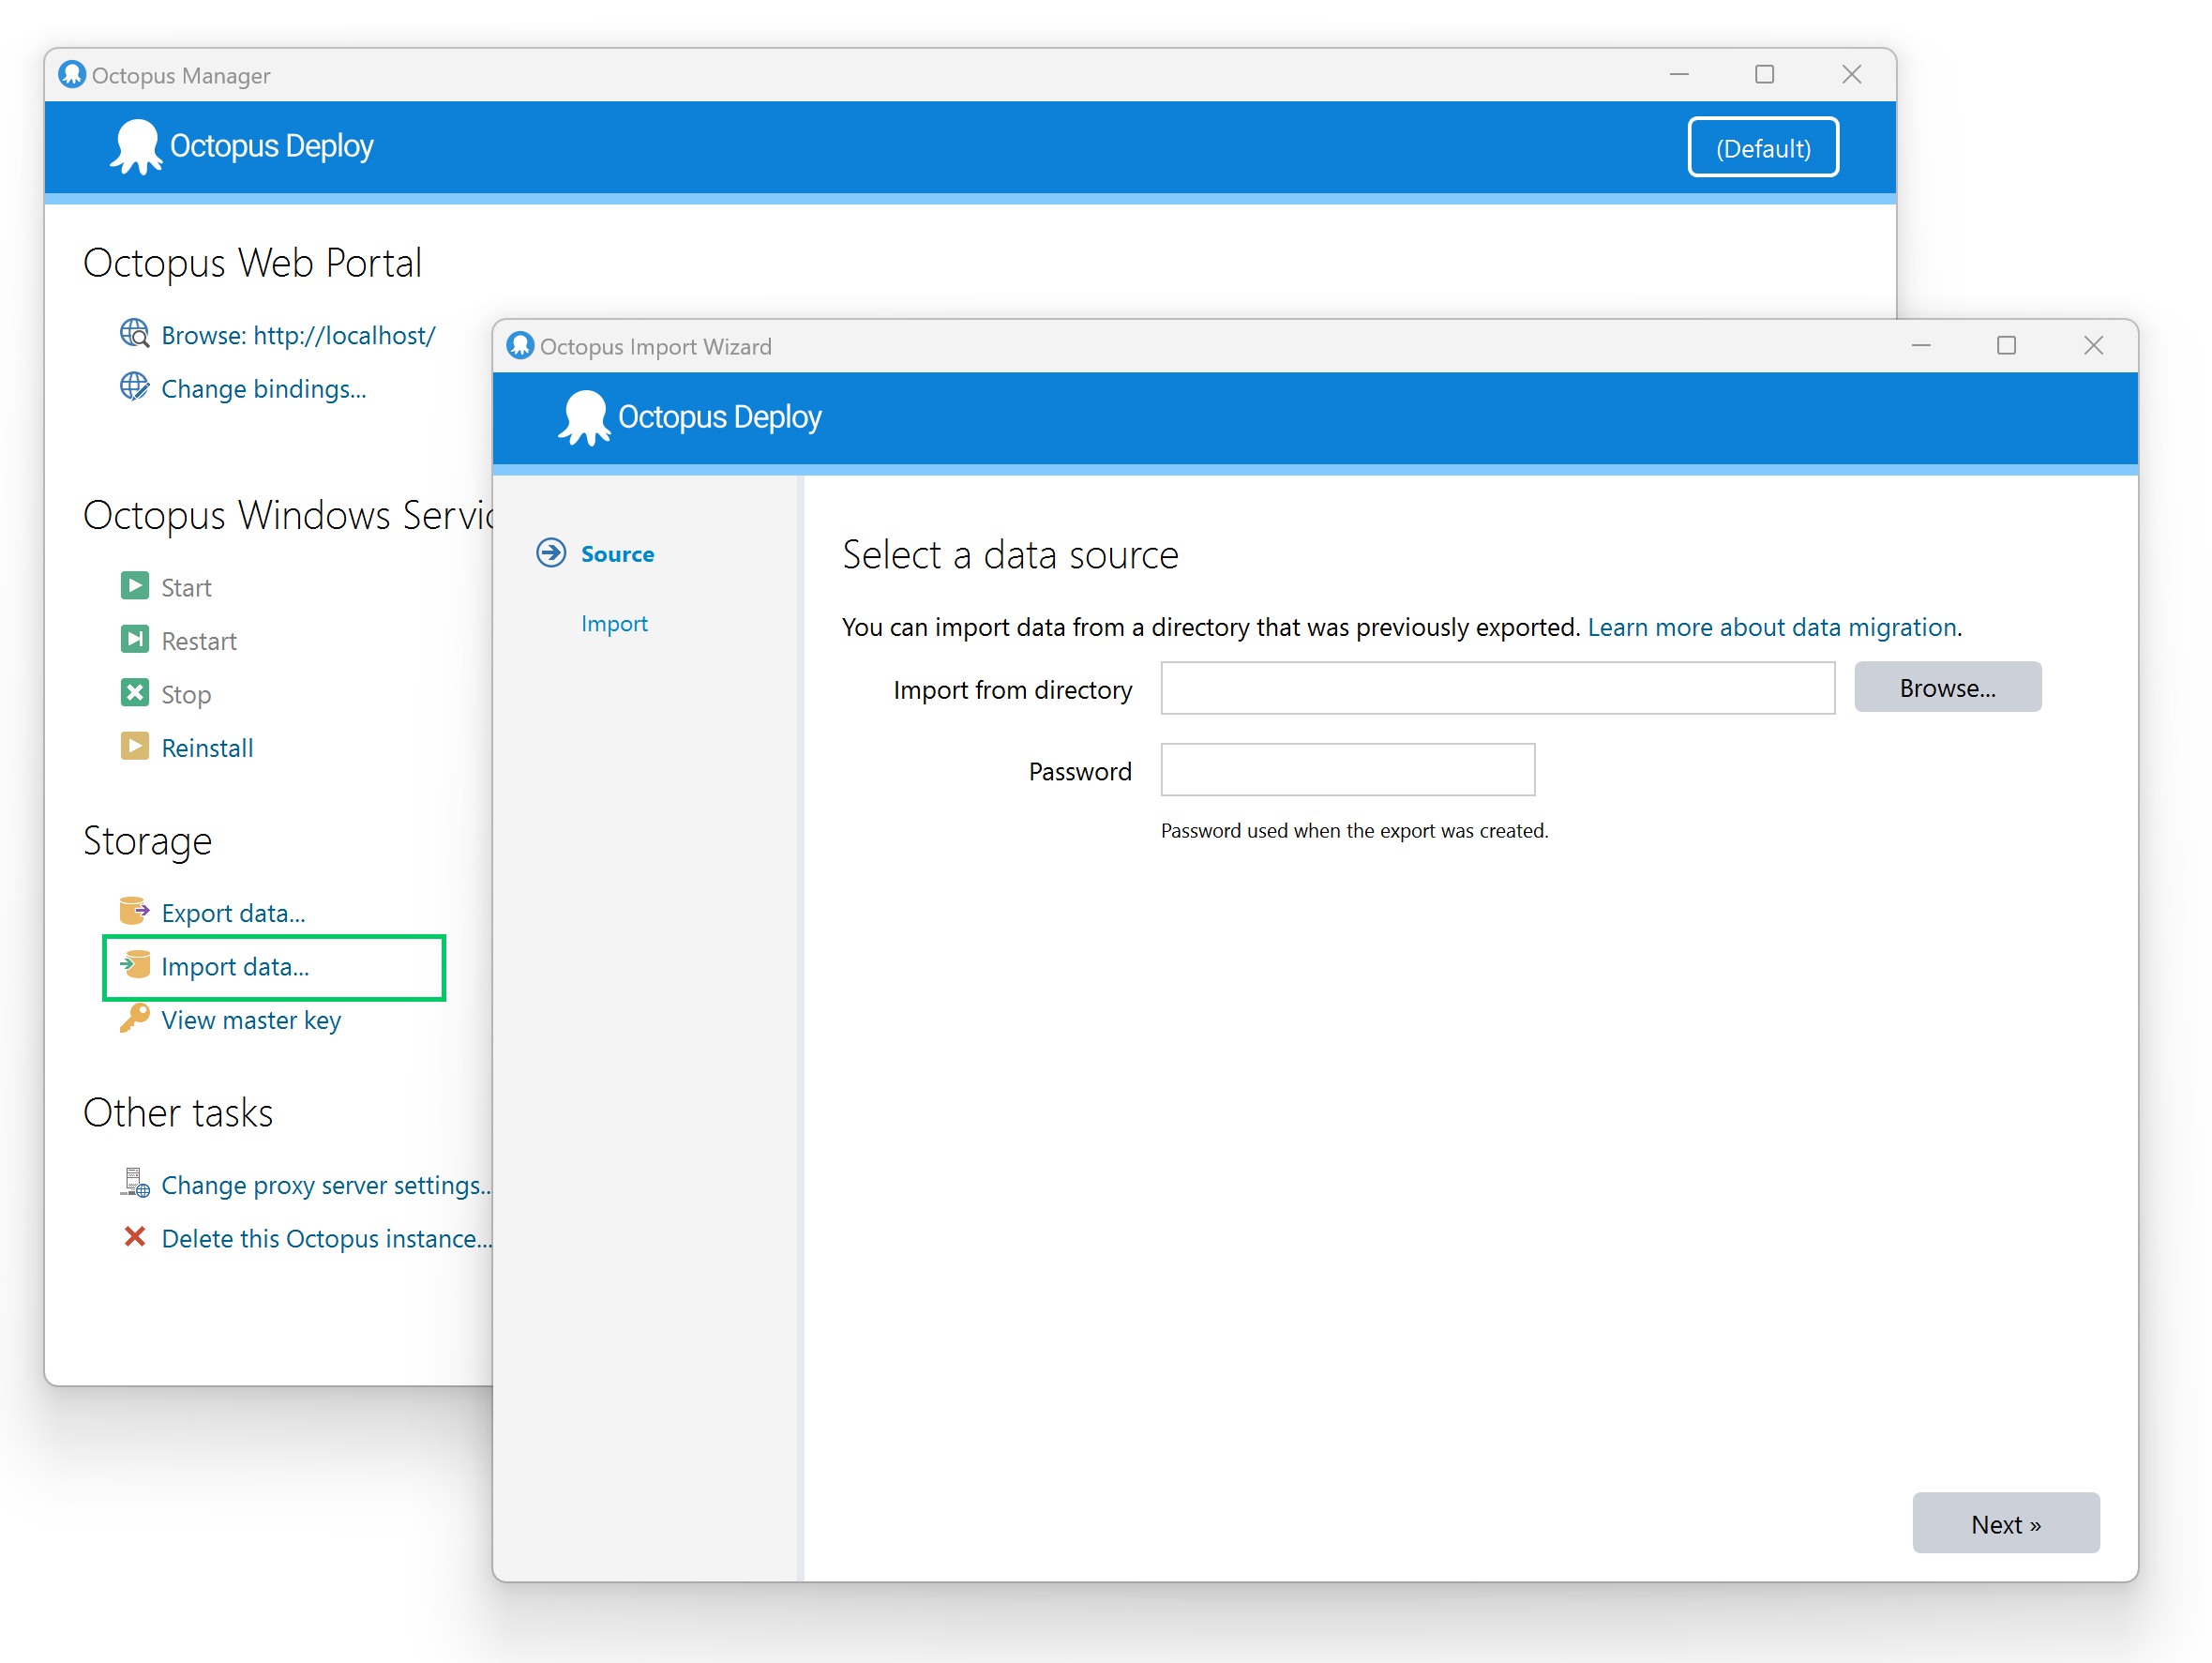 Octopus Manager
Octopus Deploy
(Default)
Octopus Web Portal
Browse: http://localhost/
Change bindings...
Octopus Windows Servic
Start
Restart
Stop
Reinstall
Storage
Export data...
Import data...
View master key
Other tasks
Change proxy server settings...
Delete this Octopus instance...
Octopus Import Wizard
Octopus Deploy
Source
Import
Select a data source
You can import data from a directory that was previously exported. Learn more about data migration.
Import from directory
Browse...
Password
Password used when the export was created.
Next »